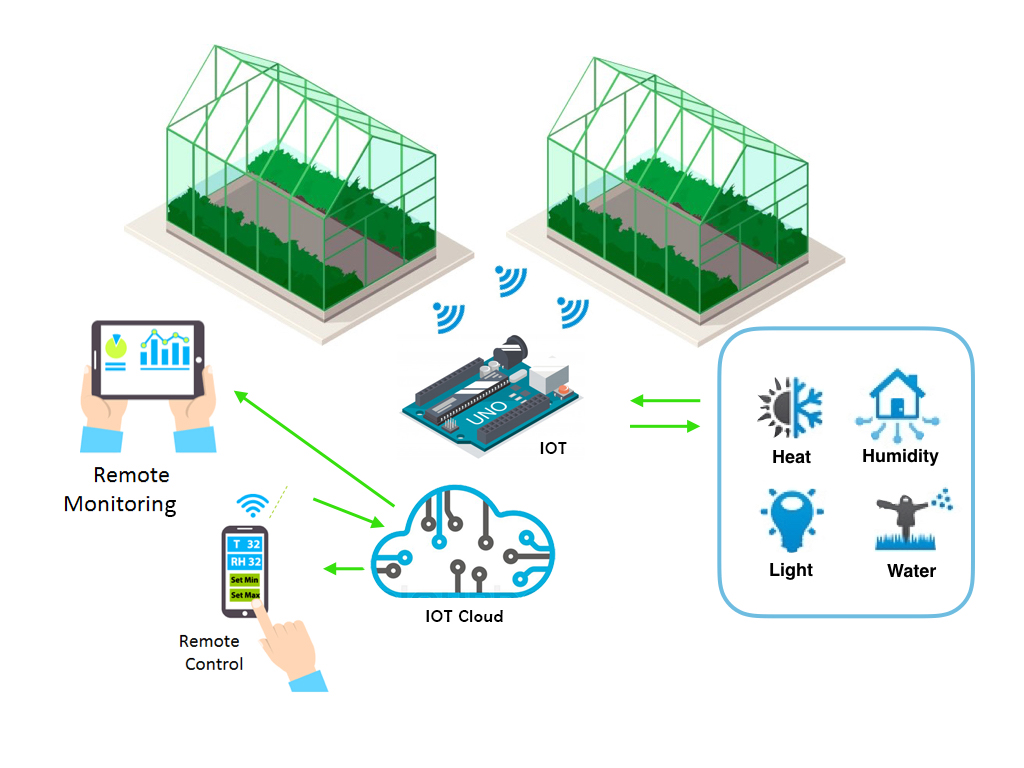 UNO
IOT
Heat
Humidity
Remote
Monitoring
T 32
RH 32
Set Min
Set Max
Light
Water
IOT Cloud
Remote
Control